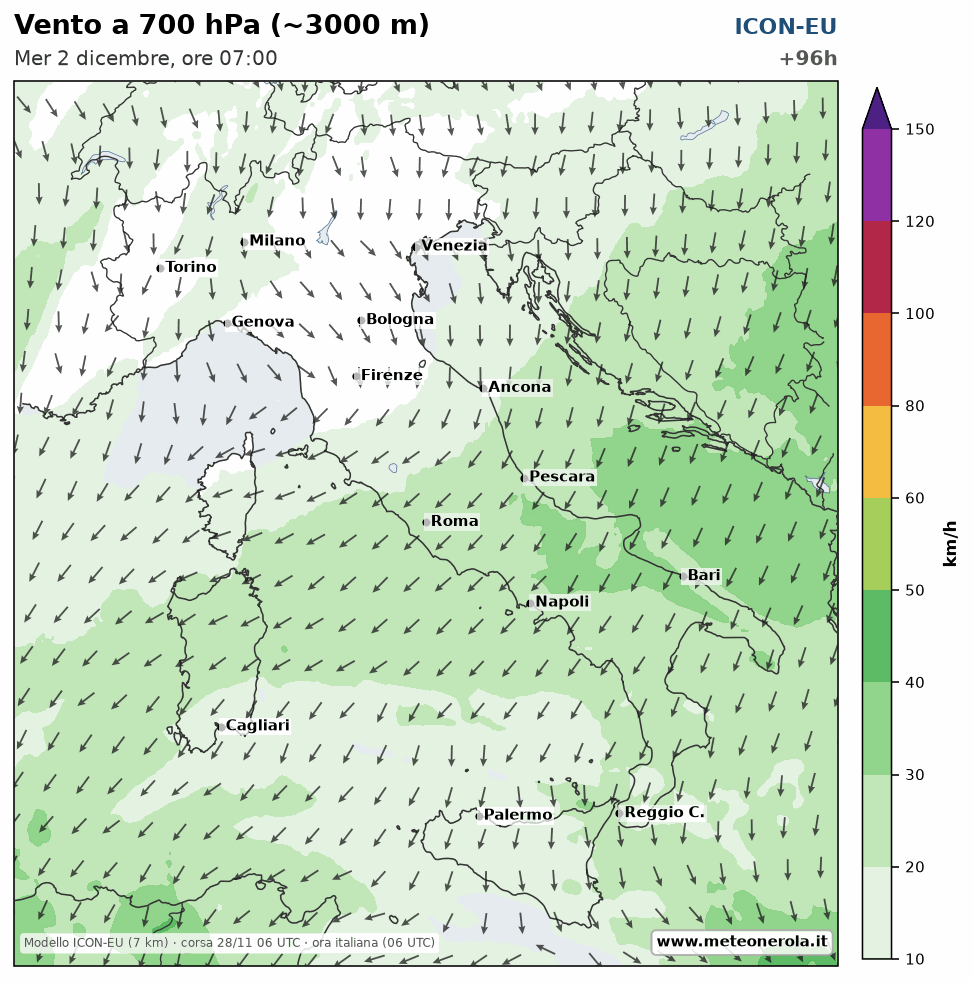 Vento a 700 hPa (~3000 m)
ICON-EU
Mer 2 dicembre, ore 07:00
+96h
150
120
100
80
60
50
40
30
20
10
km/h
Milano
Venezia
Torino
Genova
Bologna
Firenze
Ancona
Pescara
Roma
Bari
Napoli
Cagliari
Palermo
Reggio C.
Modello ICON-EU (7 km) · corsa 28/11 06 UTC · ora italiana (06 UTC)
www.meteonerola.it